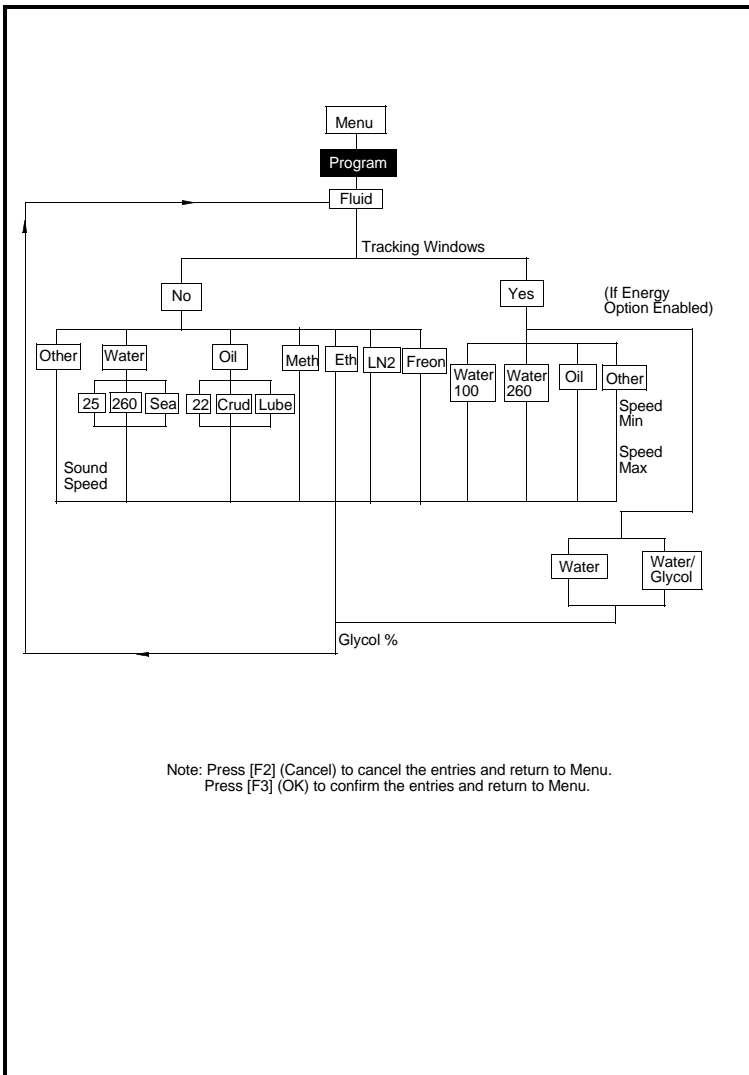 Menu
Program
Fluid
Tracking Windows
No
Yes
(If Energy
Option Enabled)
Other
Water
Oil
Meth
Eth
LN2
Freon
Water
100
Water
260
Oil
Other
25
260
Sea
22
Crud
Lube
Speed
Min
Speed
Max
Sound
Speed
Water
Water/
Glycol
Glycol %
Note: Press [F2] (Cancel) to cancel the entries and return to Menu.
Press [F3] (OK) to confirm the entries and return to Menu.